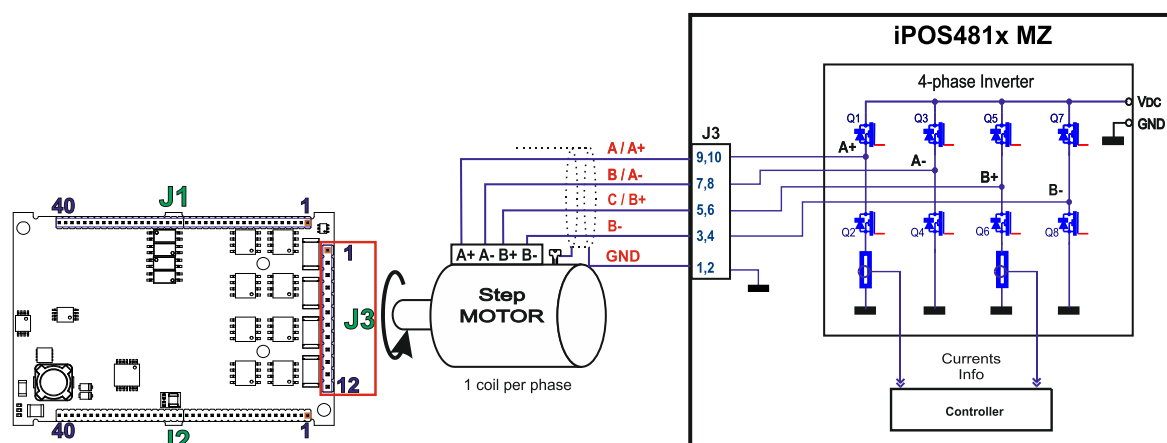 iPOS481x MZ
4-phase Inverter
VDC
GND
Q1
Q3
Q5
Q7
A+
A-
B+
B-
Q2
Q4
Q6
Q8
J3
9,10
7,8
5,6
3,4
1,2
A / A+
B / A-
C / B+
B-
GND
A+ A- B+ B-
Step
MOTOR
1 coil per phase
Currents
Info
Controller
J1
40
1
1
J3
12
40
1
J2